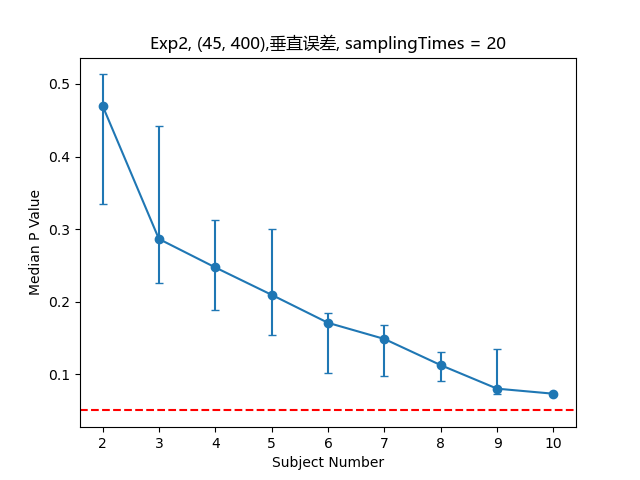 Exp2, (45, 400),垂直误差, samplingTimes = 20
0.5
0.4
0.3
0.2
0.1
Median P Value
2 3 4 5 6 7 8 9 10
Subject Number